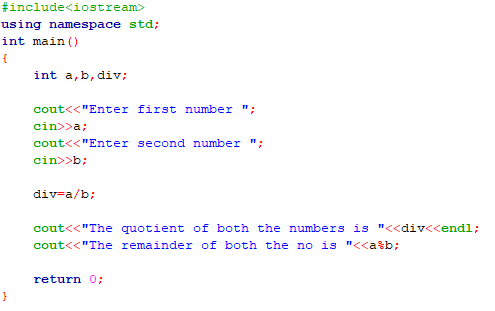 #include<iostream>
using namespace std;
int main()
{
int a,b,div;
cout<<"Enter first number ";
cin>>a;
cout<<"Enter second number ";
cin>>b;
div=a/b;
cout<<"The quotient of both the numbers is "<<div<<endl;
cout<<"The remainder of both the no is "<<a%b;
return 0;
}